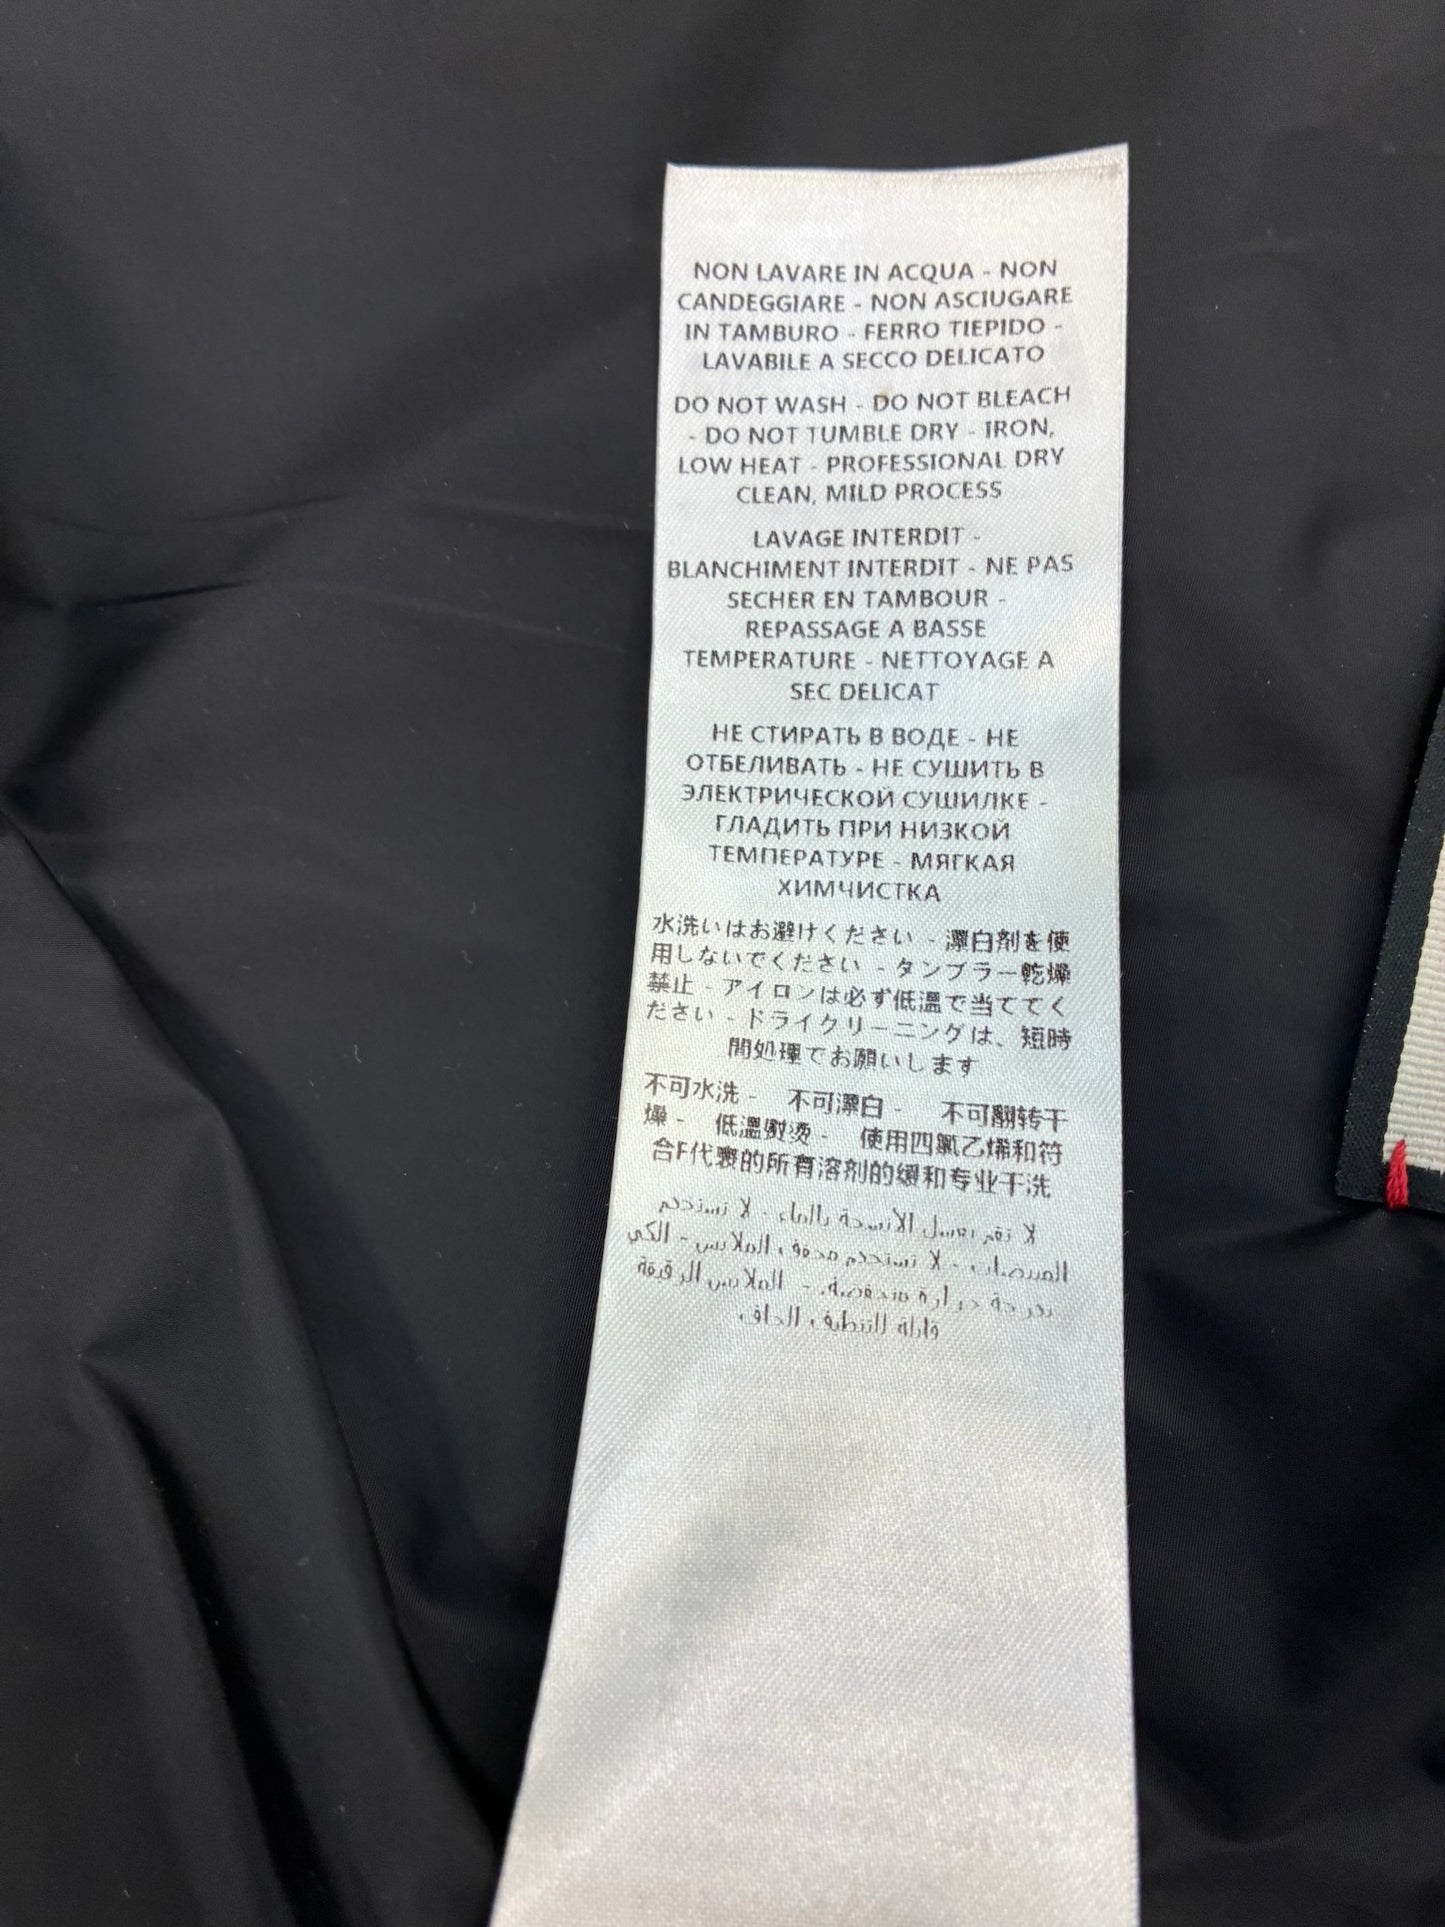 NON LAVARE IN ACQUA - NON
CANDEGGIARE - NON ASCIUGARE
IN TAMBURO - FERRO TIEPIDO -
LAVABILE A SECCO DELICATO
DO NOT WASH - DO NOT BLEACH
- DO NOT TUMBLE DRY - IRON,
LOW HEAT - PROFESSIONAL DRY
CLEAN, MILD PROCESS
LAVAGE INTERDIT -
BLANCHIMENT INTERDIT - NE PAS
SECHER EN TAMBOUR -
REPASSAGE A BASSE
TEMPERATURE - NETTOYAGE A
SEC DELICAT
НЕ СТИРАТЬ В ВОДЕ - НЕ
ОТБЕЛИВАТЬ - НЕ СУШИТЬ В
ЭЛЕКТРИЧЕСКОЙ СУШИЛКЕ -
ГЛАДИТЬ ПРИ НИЗКОЙ
ТЕМПЕРАТУРЕ - МЯГКАЯ
ХИМЧИСТКА
水洗いはお避けください - 漂白剤を使
用しないでください - タンブラー乾燥
禁止 - アイロンは必ず低温で当ててく
ださい - ドライクリーニングは、短時
間処理でお願いします
不可水洗 - 不可漂白 - 不可翻转干
燥 - 低温熨烫 - 使用四氯乙烯和符
合F代表的所有溶剂的缓和专业干洗